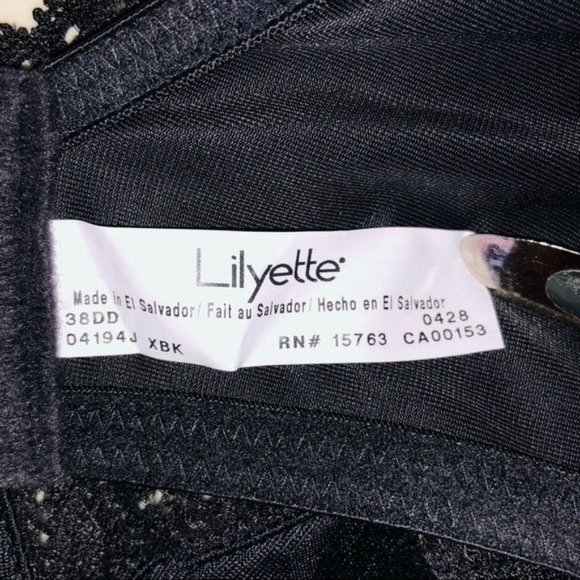 Lilyette
Made in El Salvador/ Fait au Salvador/ Hecho en El Salvador
38DD 0428
04194J XBK RN# 15763 CA00153